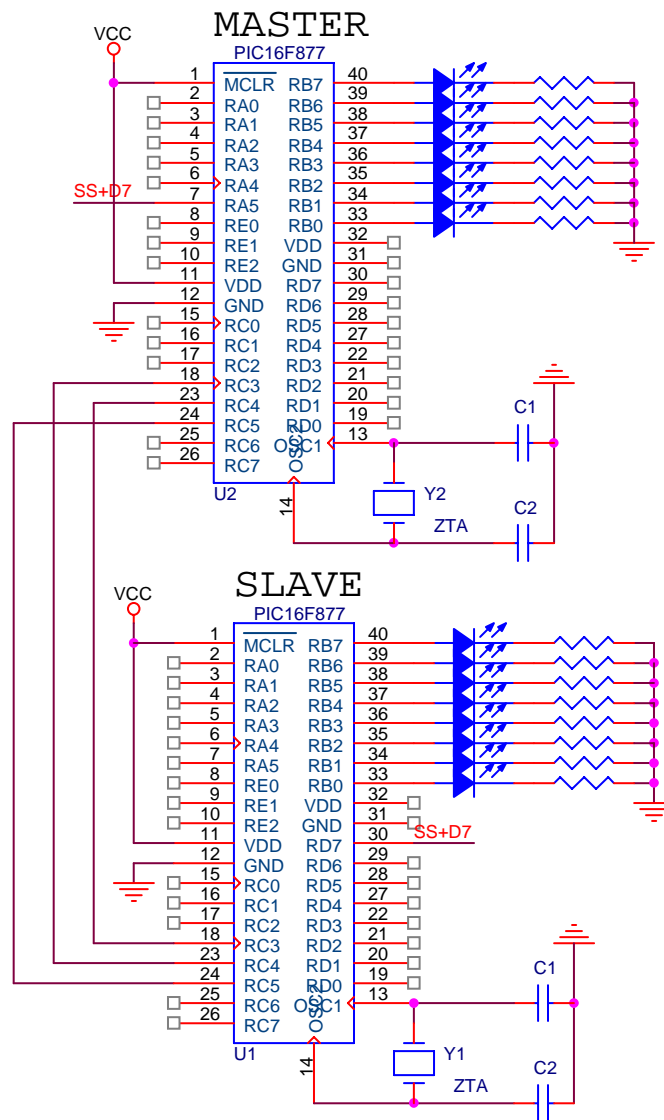 MASTER
VCC
PIC16F877
1 MCLR RB7 40
2 RA0 RB6 39
3 RA1 RB5 38
4 RA2 RB4 37
5 RA3 RB3 36
6 RA4 RB2 35
SS+D7 7 RA5 RB1 34
8 RE0 RB0 33
9 RE1 VDD 32
10 RE2 GND 31
11 VDD RD7 30
12 GND RD6 29
15 RC0 RD5 28
16 RC1 RD4 27
17 RC2 RD3 22
18 RC3 RD2 21
23 RC4 RD1 20
24 RC5 RD0 19
25 RC6 OSC1 13
26 RC7 OSC2
C1
U2 14 Y2 C2
ZTA
SLAVE
VCC
PIC16F877
1 MCLR RB7 40
2 RA0 RB6 39
3 RA1 RB5 38
4 RA2 RB4 37
5 RA3 RB3 36
6 RA4 RB2 35
7 RA5 RB1 34
8 RE0 RB0 33
9 RE1 VDD 32
10 RE2 GND 31
11 VDD RD7 30 SS+D7
12 GND RD6 29
15 RC0 RD5 28
16 RC1 RD4 27
17 RC2 RD3 22
18 RC3 RD2 21
23 RC4 RD1 20
24 RC5 RD0 19
25 RC6 OSC1 13
26 RC7 OSC2
C1
U1 14 Y1 C2
ZTA